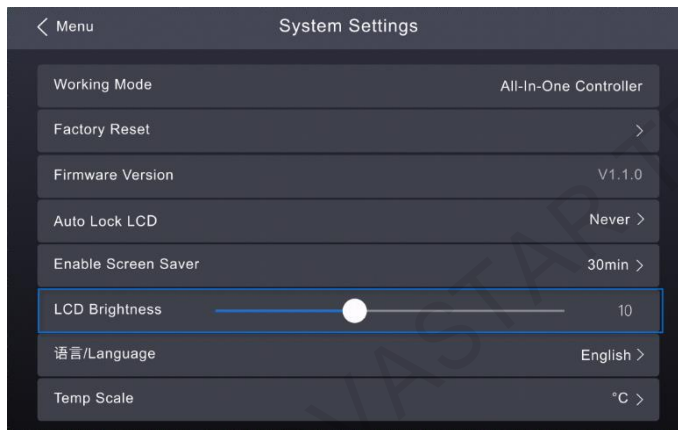 Menu
System Settings
Working Mode All-In-One Controller
Factory Reset
Firmware Version V1.1.0
Auto Lock LCD Never
Enable Screen Saver 30min
LCD Brightness 10
语言/Language English
Temp Scale °C
VASTAR